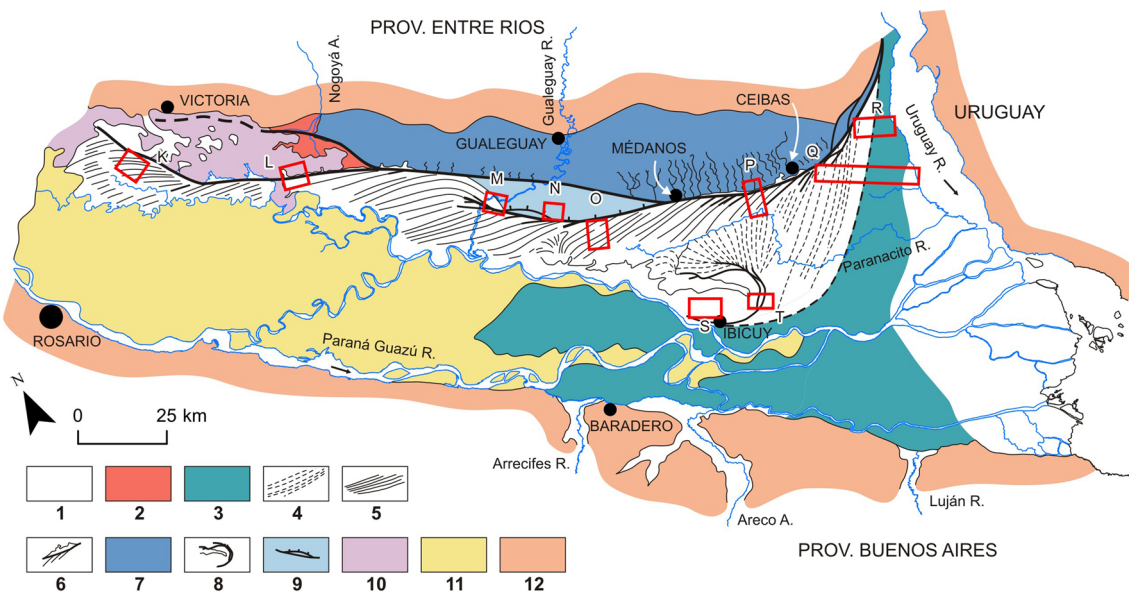 PROV. ENTRE RIOS
Nogoyá A.
Gualeguay R.
VICTORIA
CEIBAS
R
URUGUAY
Uruguay R.
GUALEGUAY
MÉDANOS
K
L
M
N
O
P
Q
Paranacito R.
S
T
IBICUY
ROSARIO
Paraná Guazú R.
N
0 25 km
BARADERO
Arrecifes R.
Areco A.
Luján R.
PROV. BUENOS AIRES
1 2 3 4 5
6 7 8 9 10 11 12